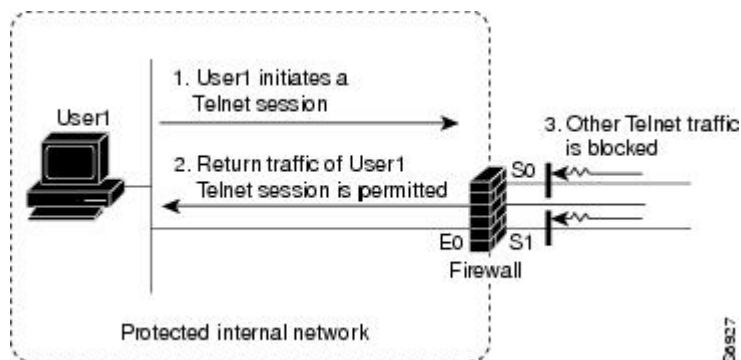 1. User1 initiates a
Telnet session
User1
3. Other Telnet traffic
is blocked
2. Return traffic of User1
Telnet session is permitted
S0
E0
S1
Firewall
Protected internal network